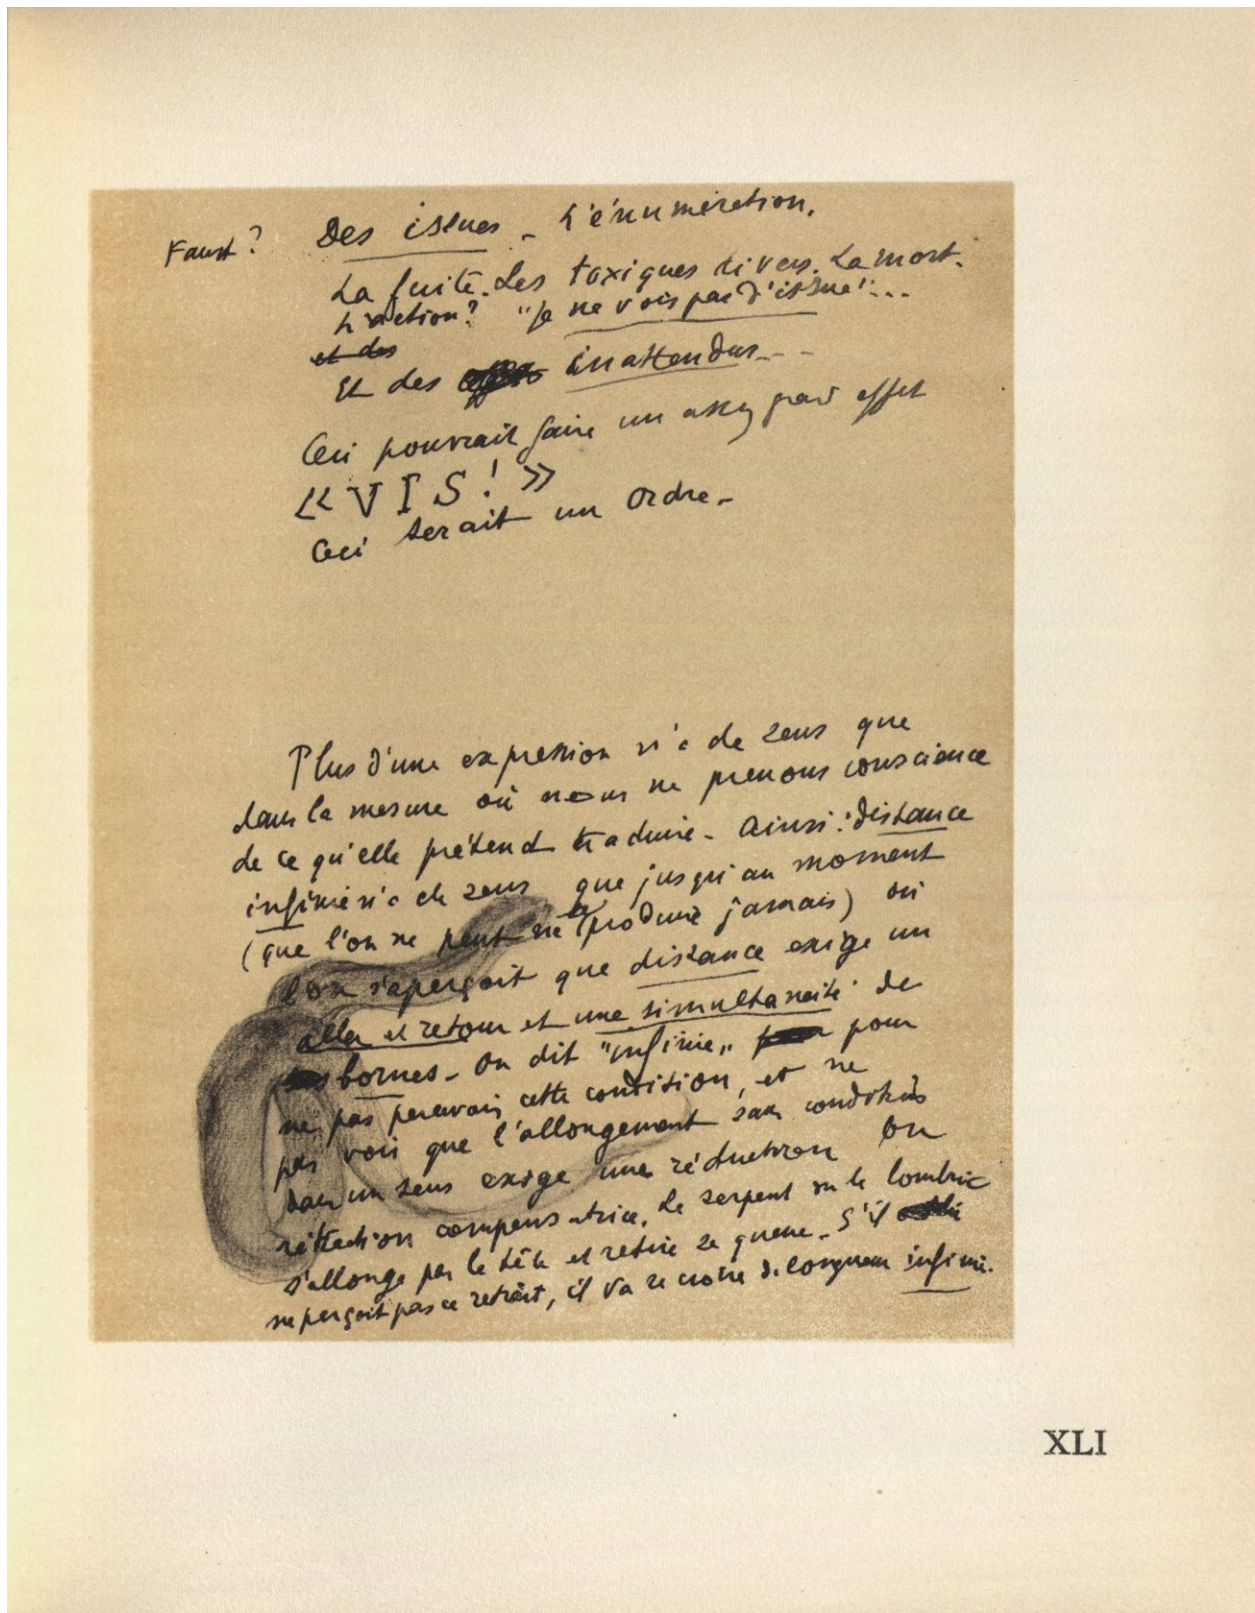 Faust? Des issues - L'énumération.
La fuite. Les toxiques divers. La mort.
L'action? "Je ne vois pas d'issue"...
et des
Et des inattendus...
Ceci pourrait faire un assez grand effet
« VIS! »
Ceci serait un ordre -
Plus d'une expression n'a de sens que
dans la mesure où nous ne prenons conscience
de ce qu'elle prétend traduire - Ainsi: distance
infinie n'a de sens que jusqu'au moment
(que l'on ne peut ne se produire jamais) où
l'on s'aperçoit que distance exige un
aller et retour et une simultanéité de
bornes - On dit "infinie" pour
ne pas percevoir cette condition, et ne
pas voir que l'allongement sans conditions
dans un sens exige une réduction ou
rétraction compensatrice. Le serpent ou le lombric
s'allonge par la tête et retire sa queue - S'il
ne perçoit pas ce retrait, il va se croire de longueur infinie.
XLI